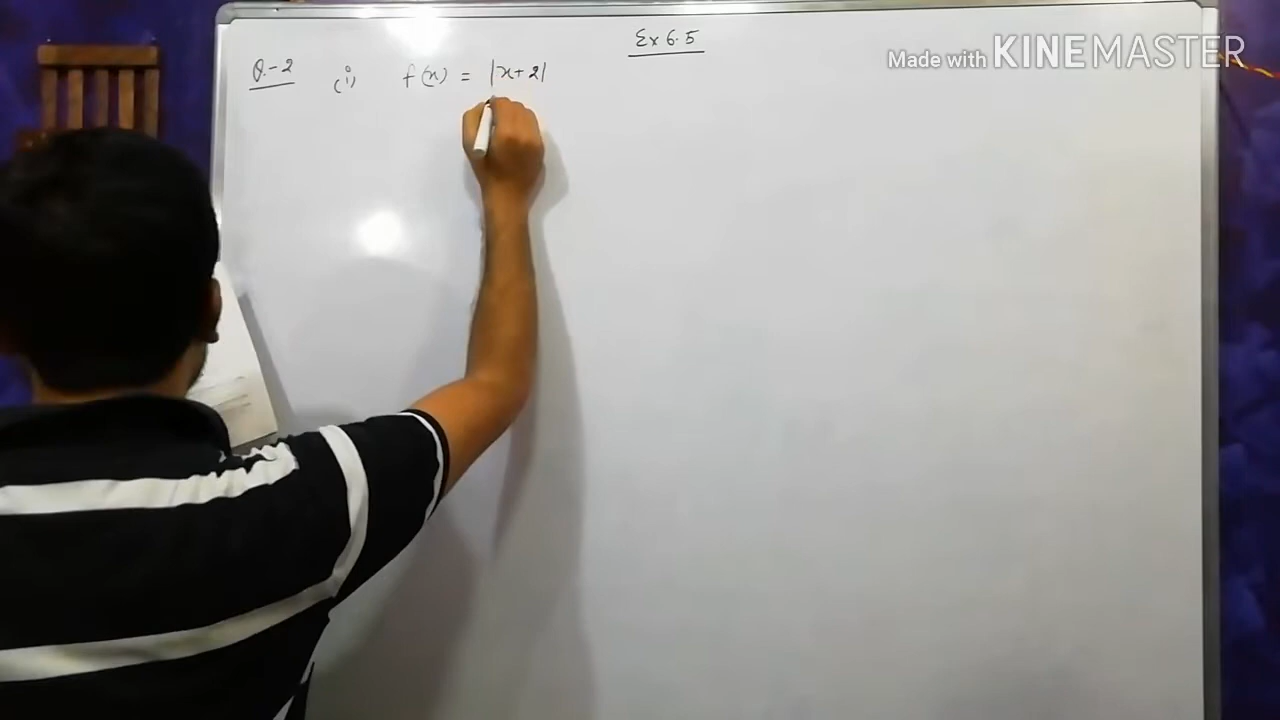 Ex 6.5
Made with KINEMASTER
Q.-2 (i) f(x) = |x+2|